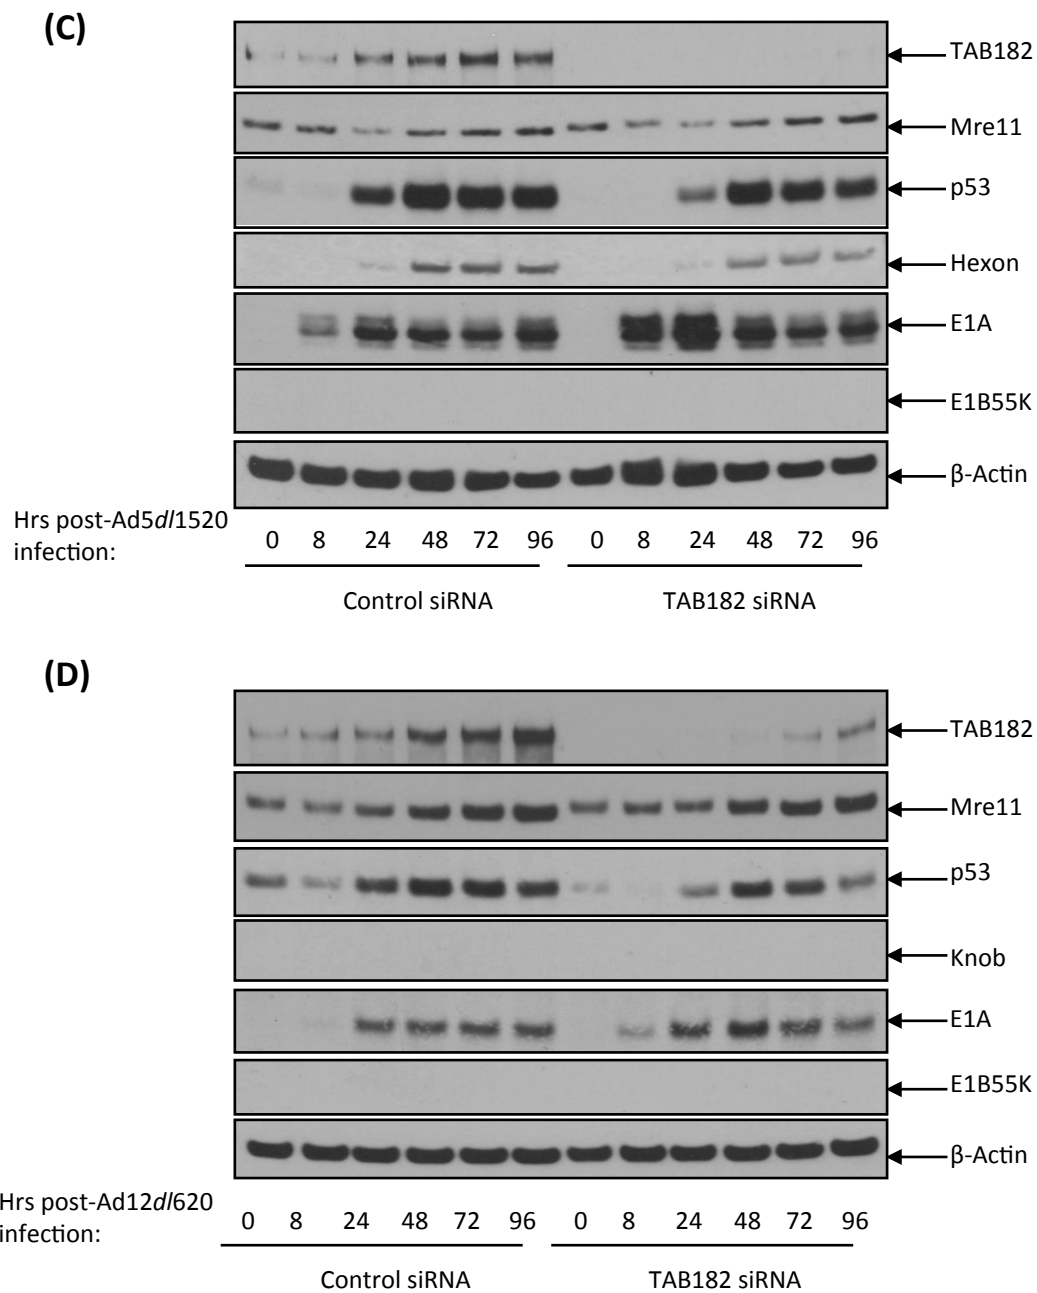 (C)
TAB182
Mre11
p53
Hexon
E1A
E1B55K
β-Actin
Hrs post-Ad5dl1520
infection:
0 8 24 48 72 96 0 8 24 48 72 96
Control siRNA TAB182 siRNA
(D)
TAB182
Mre11
p53
Knob
E1A
E1B55K
β-Actin
Hrs post-Ad12dl620
infection:
0 8 24 48 72 96 0 8 24 48 72 96
Control siRNA TAB182 siRNA